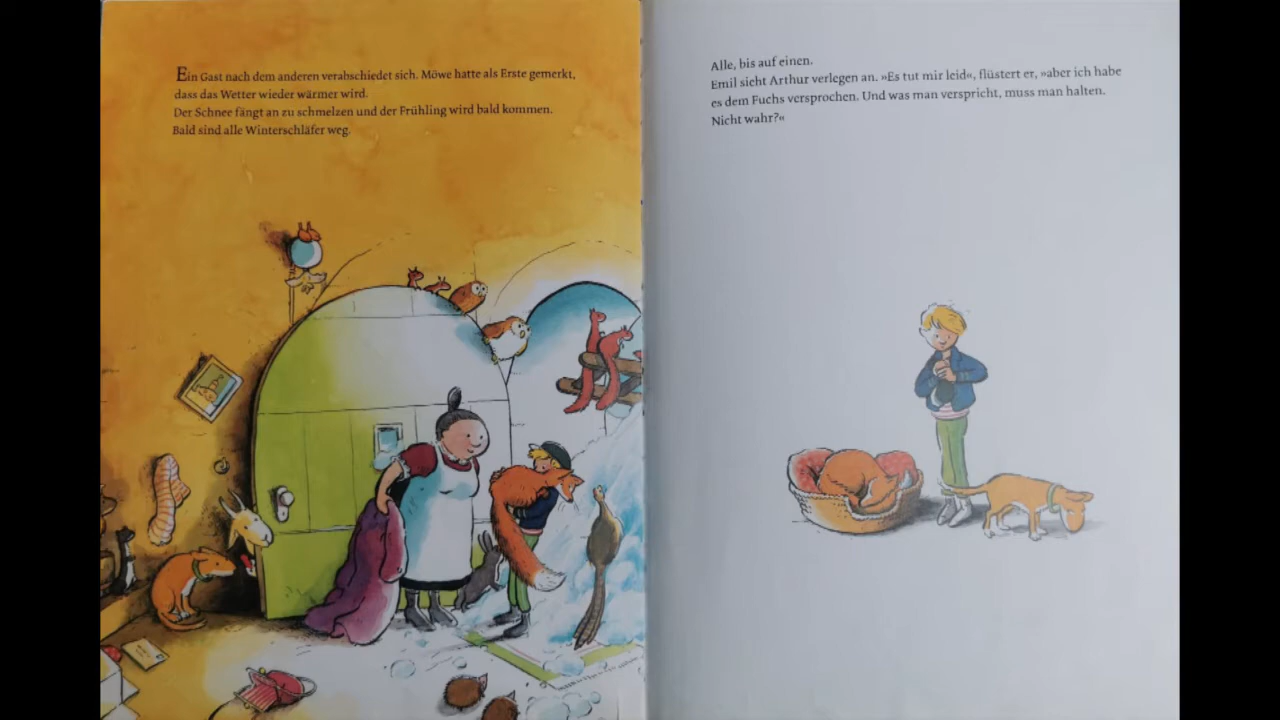 Ein Gast nach dem anderen verabschiedet sich. Möwe hatte als Erste gemerkt,
dass das Wetter wieder wärmer wird.
Der Schnee fängt an zu schmelzen und der Frühling wird bald kommen.
Bald sind alle Winterschläfer weg.
Alle, bis auf einen.
Emil sieht Arthur verlegen an. »Es tut mir leid«, flüstert er, »aber ich habe
es dem Fuchs versprochen. Und was man verspricht, muss man halten.
Nicht wahr?«